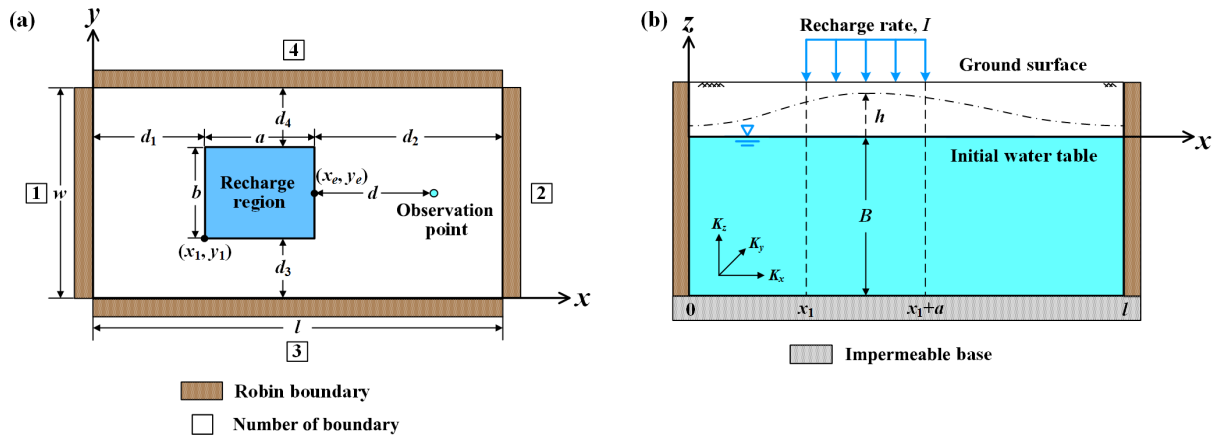 (a)
y
4
d1
a
d2
d4
1
w
b
Recharge
region
(xe, ye)
d
Observation
point
2
(x1, y1)
d3
x
l
3
Robin boundary
Number of boundary
(b)
z
Recharge rate, I
Ground surface
h
x
Initial water table
B
Kz
Ky
Kx
0
x1
x1+a
l
Impermeable base